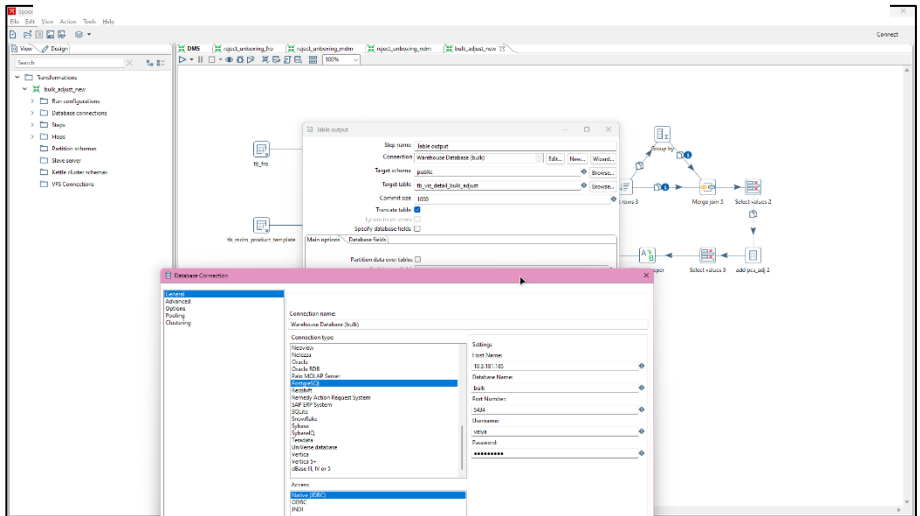 Spoon
File Edit View Action Tools Help
Connect
View Design
DMS reject_unboxing_fro reject_unboxing_mdm reject_unboxing_mdm bulk_adjust_new
Search
100%
Transformations
bulk_adjust_new
Run configurations
Database connections
Steps
Hops
Partition schemas
Slave server
Kettle cluster schemas
VFS Connections
tb_fro
tb_mdm_product_template
Table output
Step name Table output
Connection Warehouse Database (bulk) Edit... New... Wizard...
Target schema public Browse...
Target table tb_viz_detail_bulk_adjust Browse...
Commit size 1000
Truncate table
Ignore insert errors
Specify database fields
Main options Database fields
Partition data over tables
Group by
rows 3
Merge join 5
Select values 2
Select values 3
add pcs_adj 2
Database Connection
General
Advanced
Options
Pooling
Clustering
Connection name:
Warehouse Database (bulk)
Connection type:
Neoview
Netezza
Oracle
Oracle RDB
Palo MOLAP Server
PostgreSQL
Redshift
Remedy Action Request System
SAP ERP System
SQLite
Snowflake
Sybase
SybaseIQ
Teradata
UniVerse database
Vertica
Vertica 5+
dBase III, IV or 5
Access:
Native (JDBC)
ODBC
JNDI
Settings
Host Name:
10.3.181.185
Database Name:
bulk
Port Number:
5434
Username:
velya
Password: